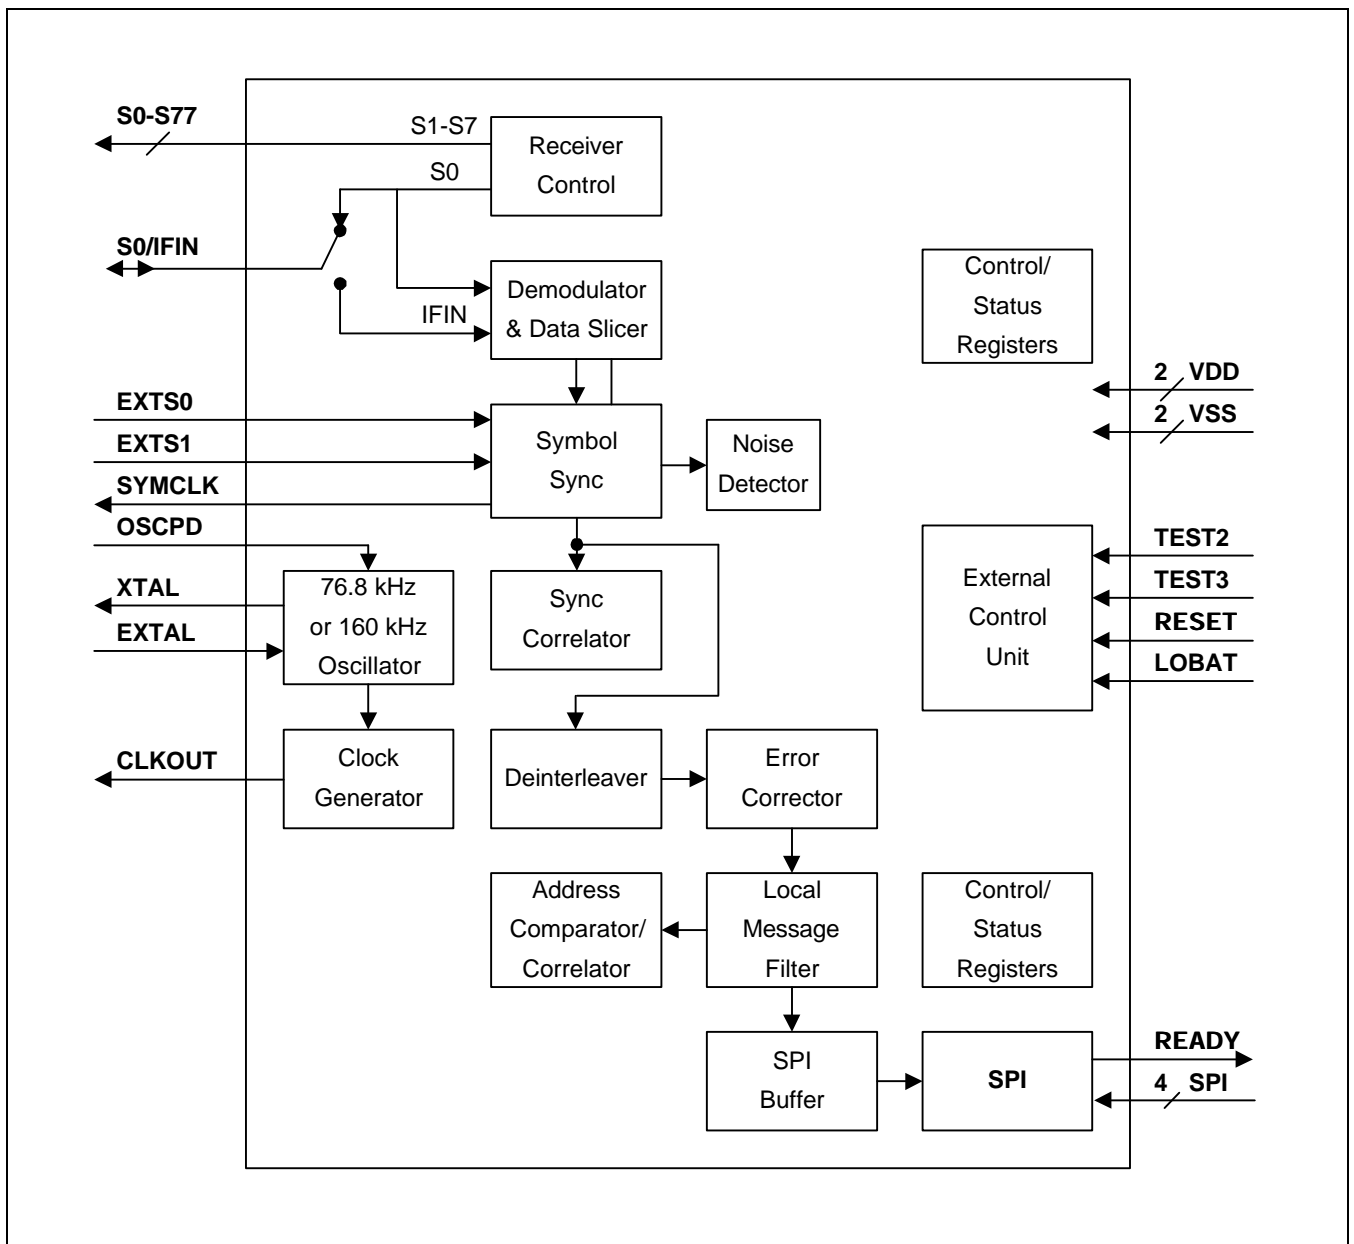 S0-S77
S1-S7
Receiver
Control
S0
S0/IFIN
Control/
Status
Registers
Demodulator
& Data Slicer
IFIN
2 VDD
2 VSS
EXTS0
EXTS1
SYMCLK
OSCPD
Symbol
Sync
Noise
Detector
XTAL
EXTAL
76.8 kHz
or 160 kHz
Oscillator
Sync
Correlator
External
Control
Unit
TEST2
TEST3
RESET
LOBAT
CLKOUT
Clock
Generator
Deinterleaver
Error
Corrector
Address
Comparator/
Correlator
Local
Message
Filter
Control/
Status
Registers
SPI
Buffer
SPI
READY
4 SPI